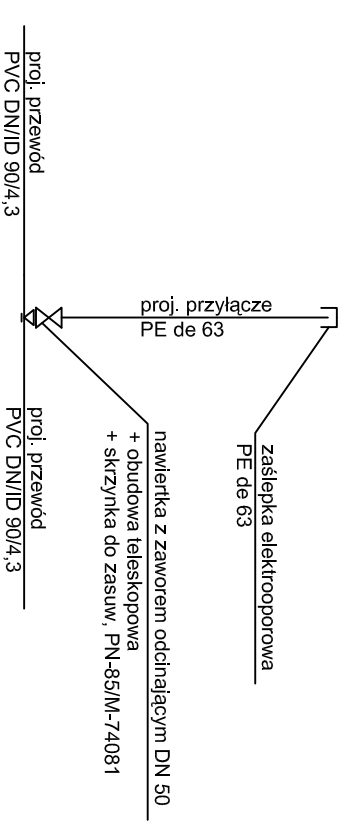 proj. przewód
PVC DN/ID 90/4,3
proj. przyłącze
PE de 63
zaślepka elektrooporowa
PE de 63
nawiertka z zaworem odcinającym DN 50
+ obudowa teleskopowa
+ skrzynka do zasuw, PN-85/M-74081
proj. przewód
PVC DN/ID 90/4,3